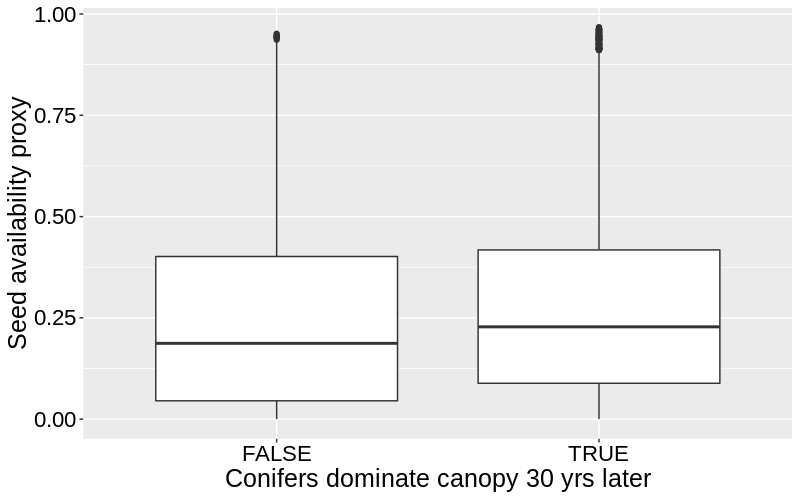 Seed availability proxy
1.00
0.75
0.50
0.25
0.00
FALSE TRUE
Conifers dominate canopy 30 yrs later